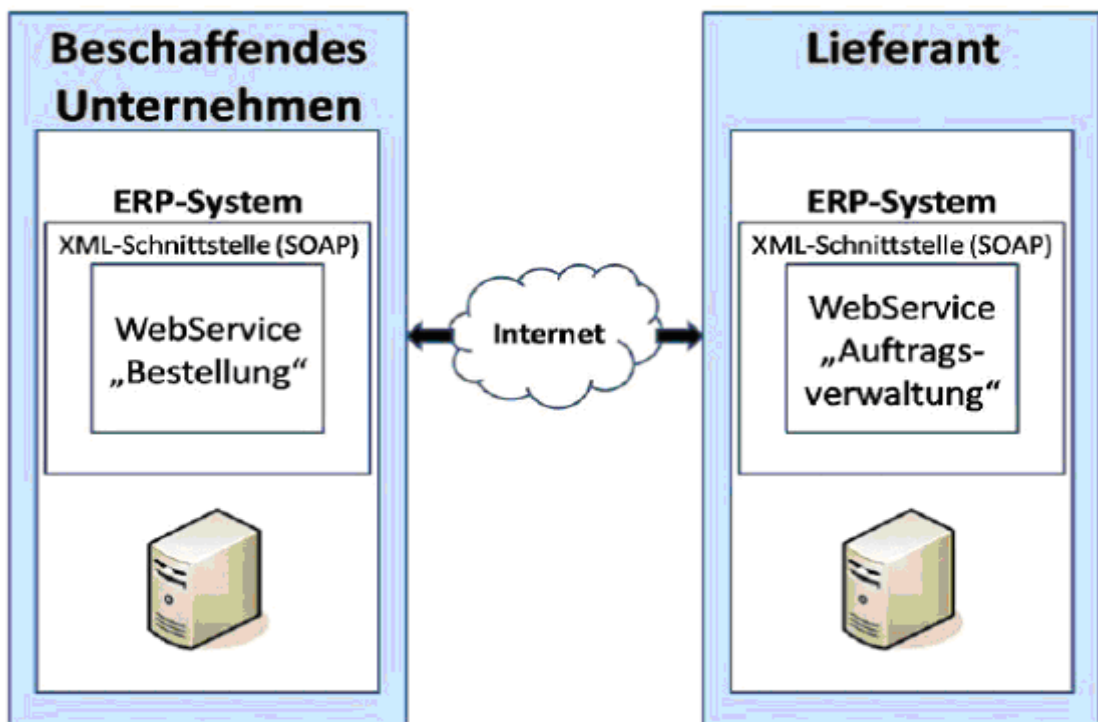 Beschaffendes
Unternehmen
ERP-System
XML-Schnittstelle (SOAP)
WebService
„Bestellung“
Internet
Lieferant
ERP-System
XML-Schnittstelle (SOAP)
WebService
„Auftrags-
verwaltung“